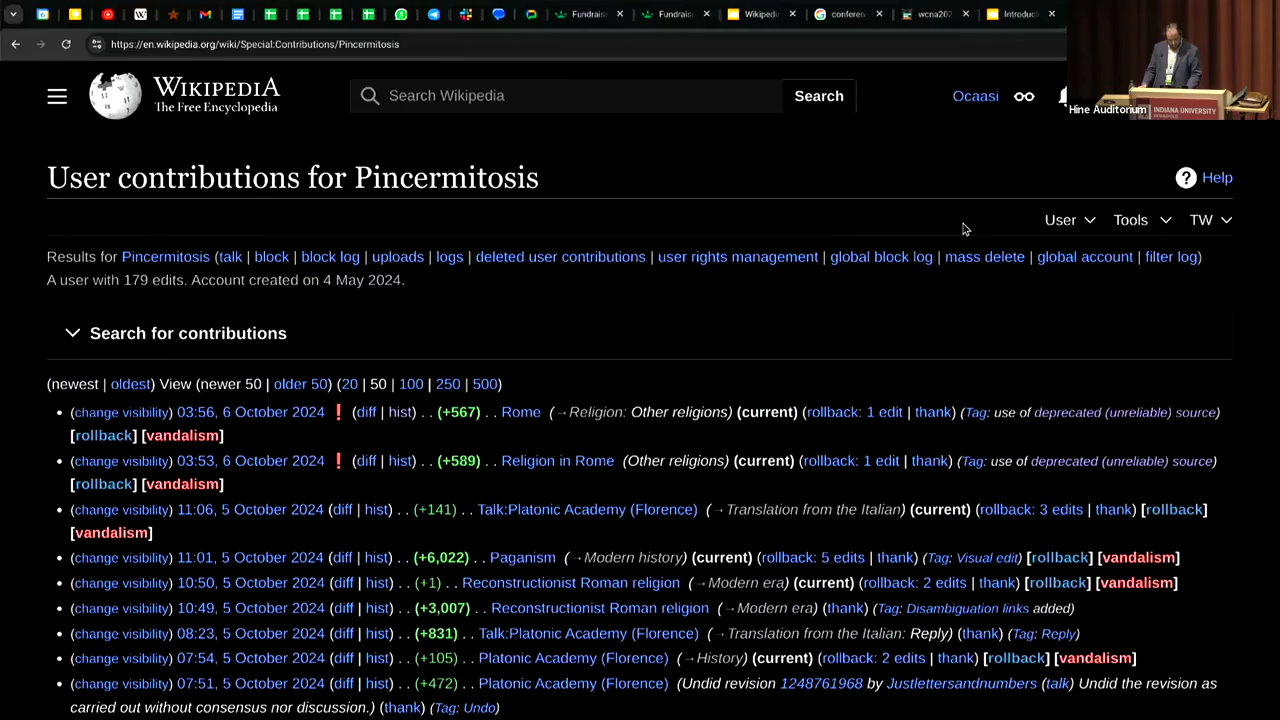 Fundrais
Fundrais
Wikiped
conferen
wcna202
Introduc
https://en.wikipedia.org/wiki/Special:Contributions/Pincermitosis
WIKIPEDIA
The Free Encyclopedia
Search Wikipedia
Search
Ocaasi
Hine Auditorium
INDIANA UNIVERSITY
User contributions for Pincermitosis
Help
User
Tools
TW
Results for Pincermitosis (talk | block | block log | uploads | logs | deleted user contributions | user rights management | global block log | mass delete | global account | filter log)
A user with 179 edits. Account created on 4 May 2024.
Search for contributions
(newest | oldest) View (newer 50 | older 50) (20 | 50 | 100 | 250 | 500)
• (change visibility) 03:56, 6 October 2024 ❗ (diff | hist) . . (+567) . . Rome (→Religion: Other religions) (current) (rollback: 1 edit | thank) (Tag: use of deprecated (unreliable) source)
[rollback] [vandalism]
• (change visibility) 03:53, 6 October 2024 ❗ (diff | hist) . . (+589) . . Religion in Rome (Other religions) (current) (rollback: 1 edit | thank) (Tag: use of deprecated (unreliable) source)
[rollback] [vandalism]
• (change visibility) 11:06, 5 October 2024 (diff | hist) . . (+141) . . Talk:Platonic Academy (Florence) (→Translation from the Italian) (current) (rollback: 3 edits | thank) [rollback]
[vandalism]
• (change visibility) 11:01, 5 October 2024 (diff | hist) . . (+6,022) . . Paganism (→Modern history) (current) (rollback: 5 edits | thank) (Tag: Visual edit) [rollback] [vandalism]
• (change visibility) 10:50, 5 October 2024 (diff | hist) . . (+1) . . Reconstructionist Roman religion (→Modern era) (current) (rollback: 2 edits | thank) [rollback] [vandalism]
• (change visibility) 10:49, 5 October 2024 (diff | hist) . . (+3,007) . . Reconstructionist Roman religion (→Modern era) (thank) (Tag: Disambiguation links added)
• (change visibility) 08:23, 5 October 2024 (diff | hist) . . (+831) . . Talk:Platonic Academy (Florence) (→Translation from the Italian: Reply) (thank) (Tag: Reply)
• (change visibility) 07:54, 5 October 2024 (diff | hist) . . (+105) . . Platonic Academy (Florence) (→History) (current) (rollback: 2 edits | thank) [rollback] [vandalism]
• (change visibility) 07:51, 5 October 2024 (diff | hist) . . (+472) . . Platonic Academy (Florence) (Undid revision 1248761968 by Justlettersandnumbers (talk) Undid the revision as
carried out without consensus nor discussion.) (thank) (Tag: Undo)